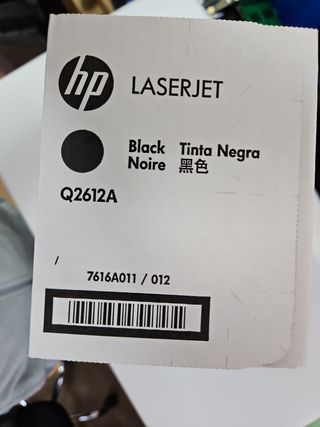 hp LASERJET
Black Tinta Negra
Noire 黑色
Q2612A
/
7616A011 / 012